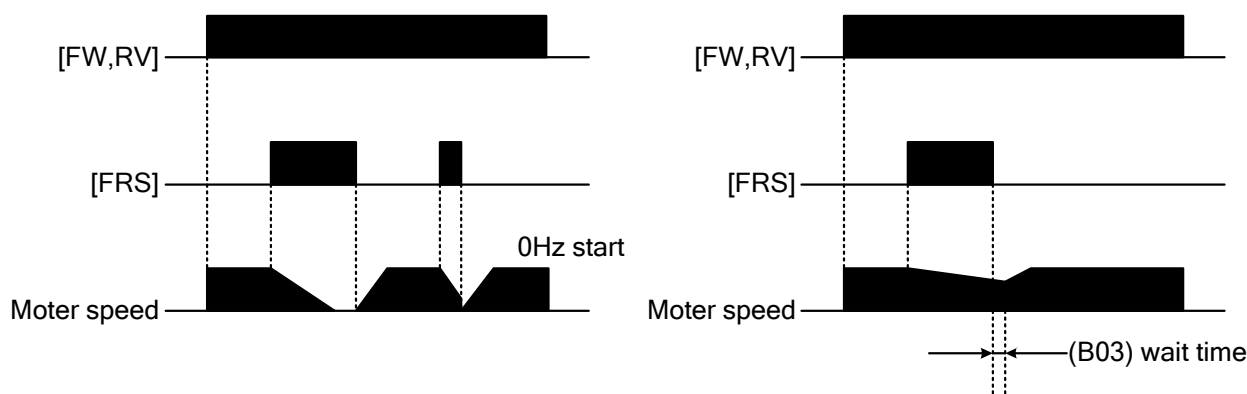 [FW,RV]
[FRS]
0Hz start
Moter speed
[FW,RV]
[FRS]
Moter speed
(B03) wait time